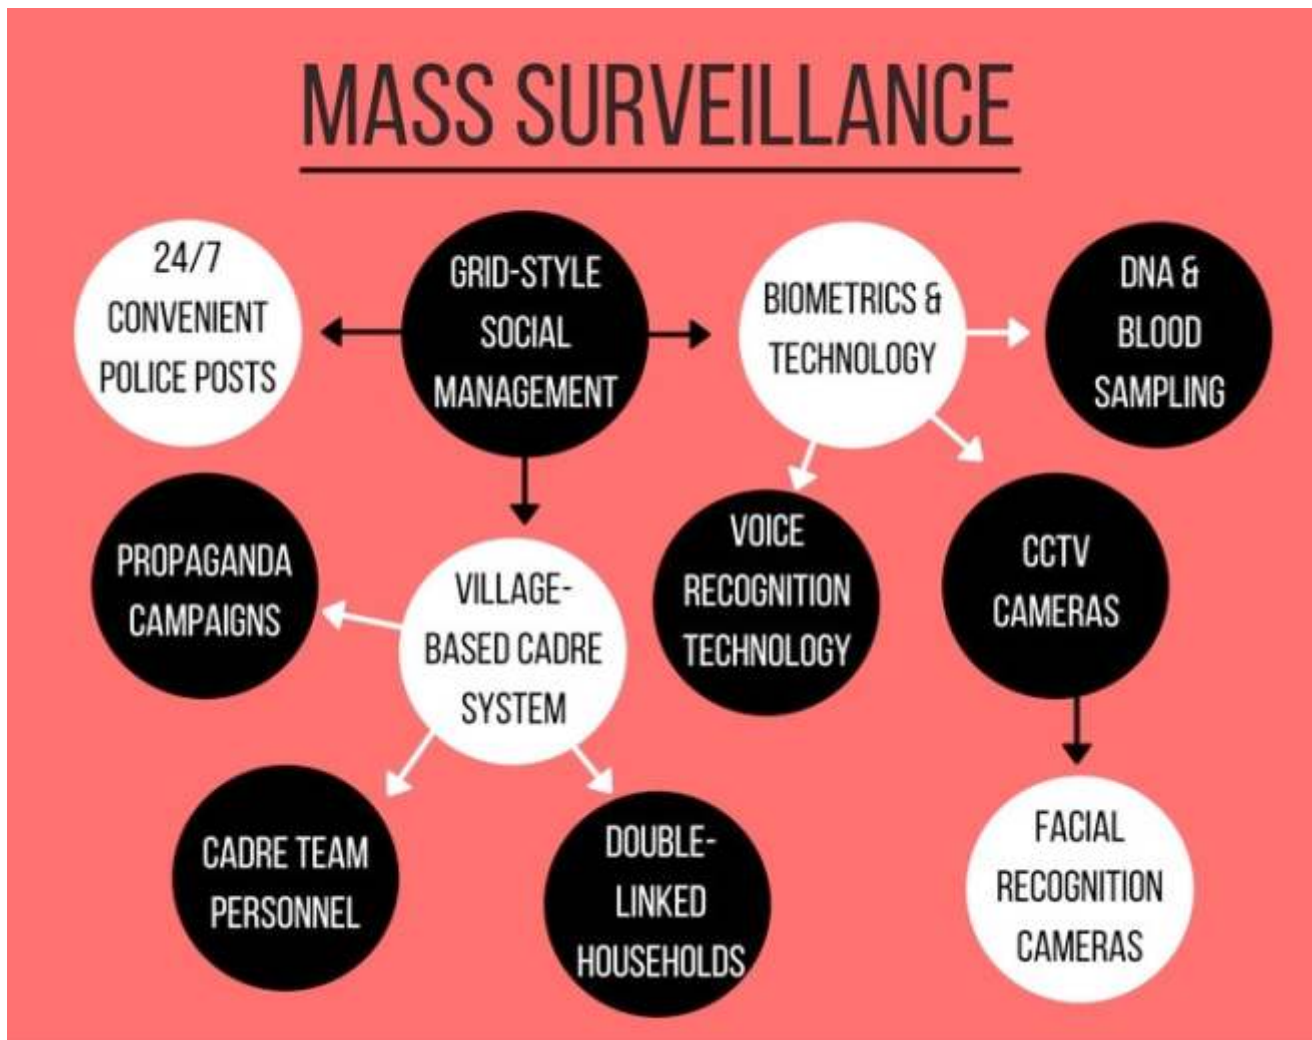 MASS SURVEILLANCE
24/7
CONVENIENT
POLICE POSTS
GRID-STYLE
SOCIAL
MANAGEMENT
BIOMETRICS &
TECHNOLOGY
DNA &
BLOOD
SAMPLING
PROPAGANDA
CAMPAIGNS
VILLAGE-
BASED CADRE
SYSTEM
VOICE
RECOGNITION
TECHNOLOGY
CCTV
CAMERAS
CADRE TEAM
PERSONNEL
DOUBLE-
LINKED
HOUSEHOLDS
FACIAL
RECOGNITION
CAMERAS